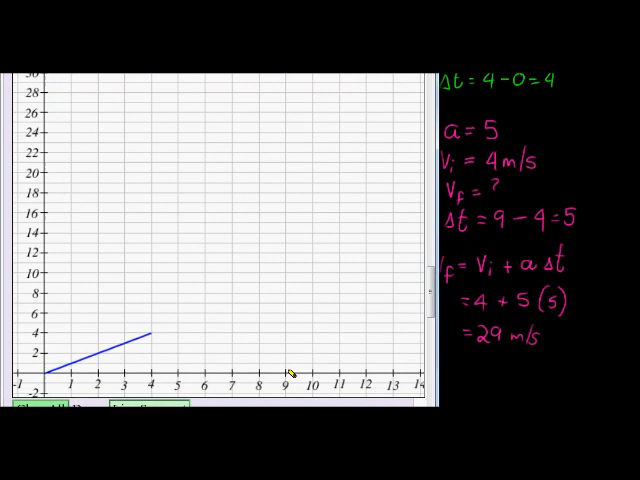 Δt = 4 - 0 = 4
a = 5
Vi = 4 m/s
Vf = ?
Δt = 9 - 4 = 5
Vf = Vi + a Δt
= 4 + 5 (5)
= 29 m/s
30
28
26
24
22
20
18
16
14
12
10
8
6
4
2
-1 1 2 3 4 5 6 7 8 9 10 11 12 13 14
-2